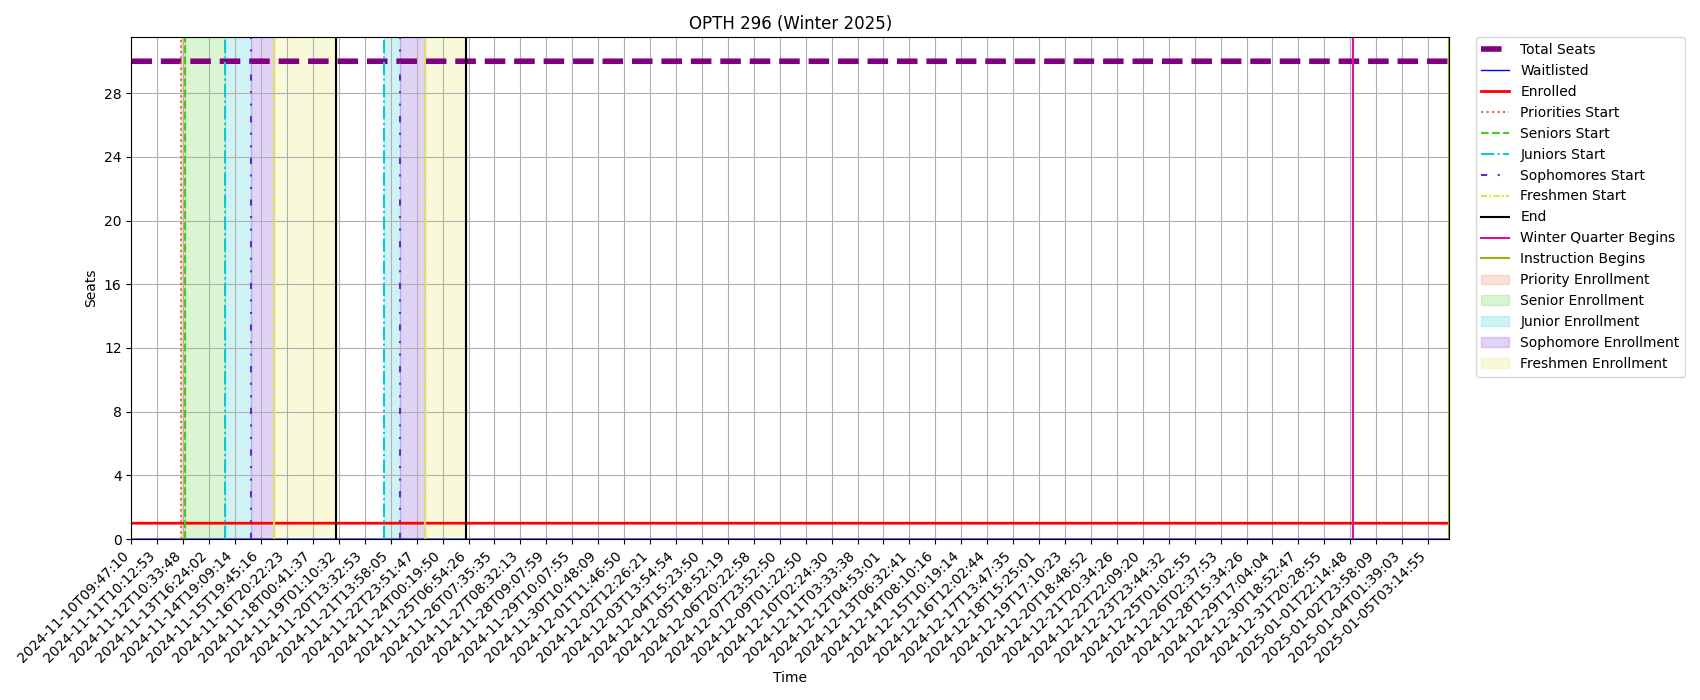 OPTH 296 (Winter 2025)
Total Seats
Waitlisted
Enrolled
Priorities Start
Seniors Start
Juniors Start
Sophomores Start
Freshmen Start
End
Winter Quarter Begins
Instruction Begins
Priority Enrollment
Senior Enrollment
Junior Enrollment
Sophomore Enrollment
Freshmen Enrollment
Seats
28
24
20
16
12
8
4
0
2024-11-10T09:47:10
2024-11-11T10:12:53
2024-11-12T10:33:48
2024-11-13T16:24:02
2024-11-14T19:09:14
2024-11-15T19:45:16
2024-11-16T20:22:23
2024-11-18T00:41:37
2024-11-19T01:10:32
2024-11-20T13:32:53
2024-11-21T13:58:05
2024-11-22T23:51:47
2024-11-24T00:19:50
2024-11-25T06:54:26
2024-11-26T07:35:35
2024-11-27T08:32:13
2024-11-28T09:07:59
2024-11-29T10:07:55
2024-11-30T10:48:09
2024-12-01T11:46:50
2024-12-02T12:26:21
2024-12-03T13:54:54
2024-12-04T15:23:50
2024-12-05T18:52:19
2024-12-06T20:22:58
2024-12-07T23:52:50
2024-12-09T01:22:50
2024-12-10T02:24:30
2024-12-11T03:33:38
2024-12-12T04:53:01
2024-12-13T06:32:41
2024-12-14T08:10:16
2024-12-15T10:19:14
2024-12-16T12:02:44
2024-12-17T13:47:35
2024-12-18T15:25:01
2024-12-19T17:10:23
2024-12-20T18:48:52
2024-12-21T20:34:26
2024-12-22T22:09:20
2024-12-23T23:44:32
2024-12-25T01:02:55
2024-12-26T02:37:53
2024-12-28T15:34:26
2024-12-29T17:04:04
2024-12-30T18:52:47
2024-12-31T20:28:55
2025-01-01T22:14:48
2025-01-02T23:58:09
2025-01-04T01:39:03
2025-01-05T03:14:55
Time